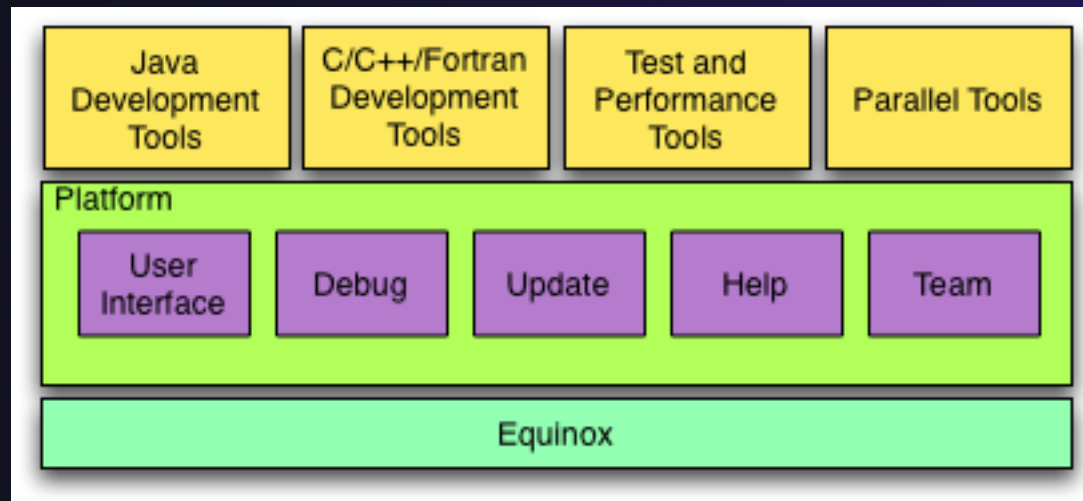 Java
Development
Tools
C/C++/Fortran
Development
Tools
Test and
Performance
Tools
Parallel Tools
Platform
User
Interface
Debug
Update
Help
Team
Equinox